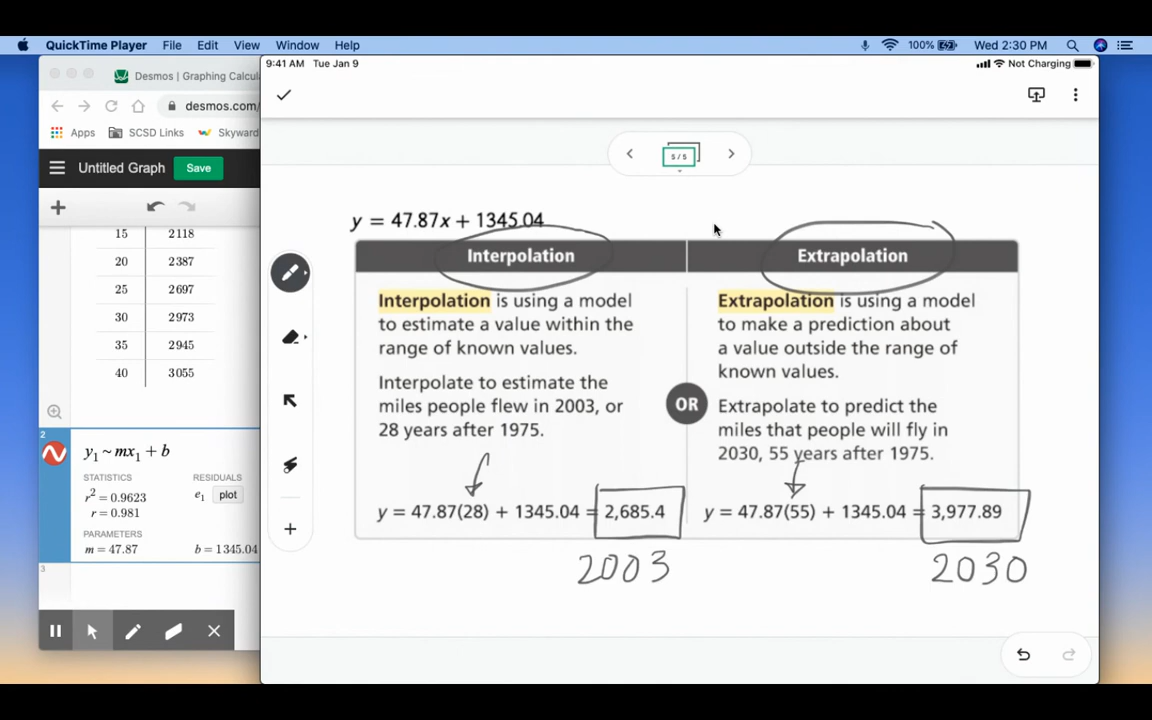 QuickTime Player File Edit View Window Help 100% Wed 2:30 PM
9:41 AM Tue Jan 9 Not Charging
Desmos | Graphing Calcul
desmos.com/
Apps SCSD Links Skyward
Untitled Graph Save
5/5
15 2118
20 2387
25 2697
30 2973
35 2945
40 3055
2
y₁ ~ mx₁ + b
STATISTICS RESIDUALS
r² = 0.9623 e₁ plot
r = 0.981
PARAMETERS
m = 47.87 b = 1345.04
3
y = 47.87x + 1345.04
Interpolation
Interpolation is using a model
to estimate a value within the
range of known values.
Interpolate to estimate the
miles people flew in 2003, or
28 years after 1975.
y = 47.87(28) + 1345.04 = 2,685.4
2003
OR
Extrapolation
Extrapolation is using a model
to make a prediction about
a value outside the range of
known values.
Extrapolate to predict the
miles that people will fly in
2030, 55 years after 1975.
y = 47.87(55) + 1345.04 = 3,977.89
2030